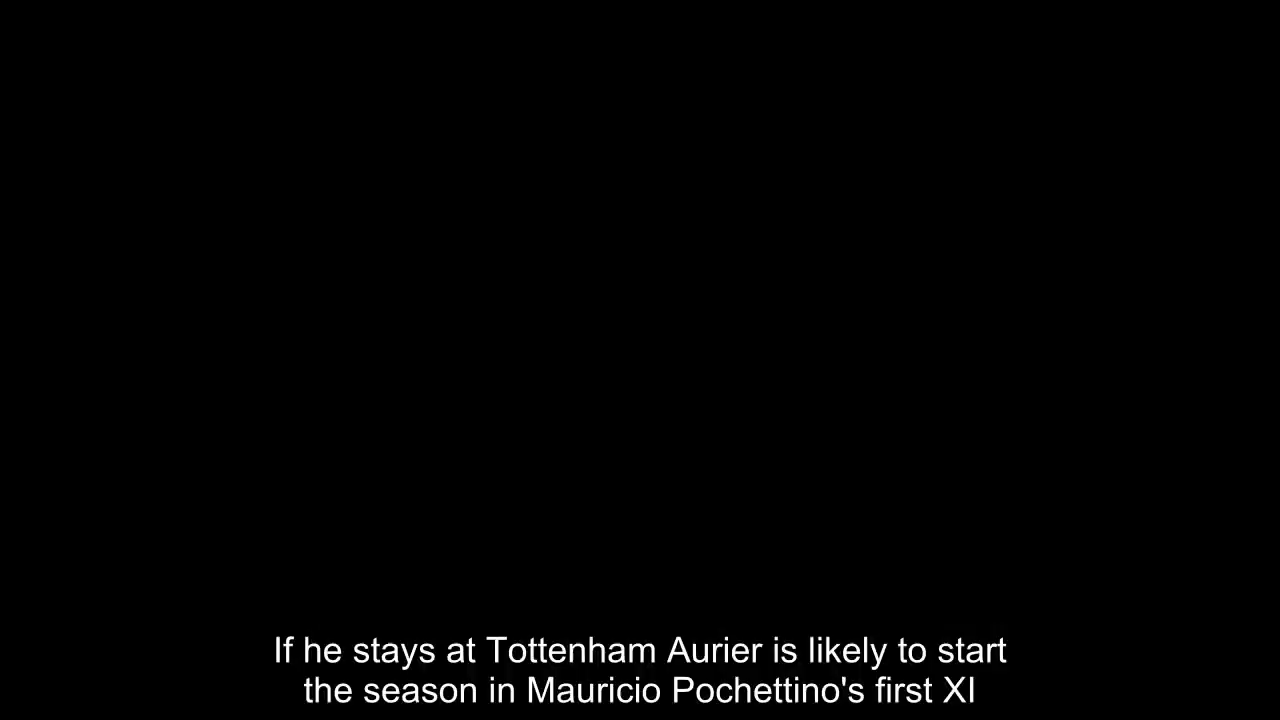 If he stays at Tottenham Aurier is likely to start
the season in Mauricio Pochettino's first XI